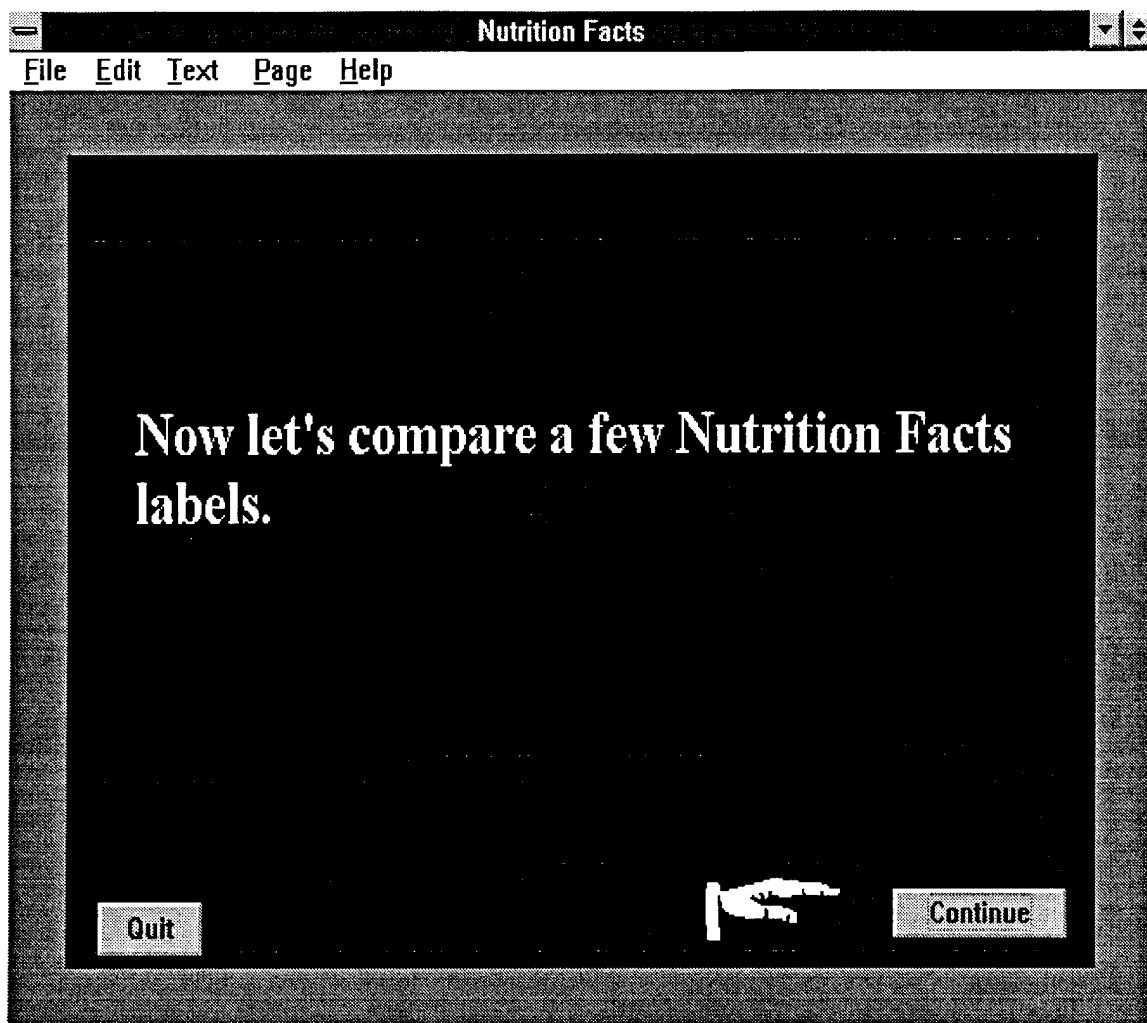 Nutrition Facts
File Edit Text Page Help
Now let's compare a few Nutrition Facts
labels.
Quit Continue